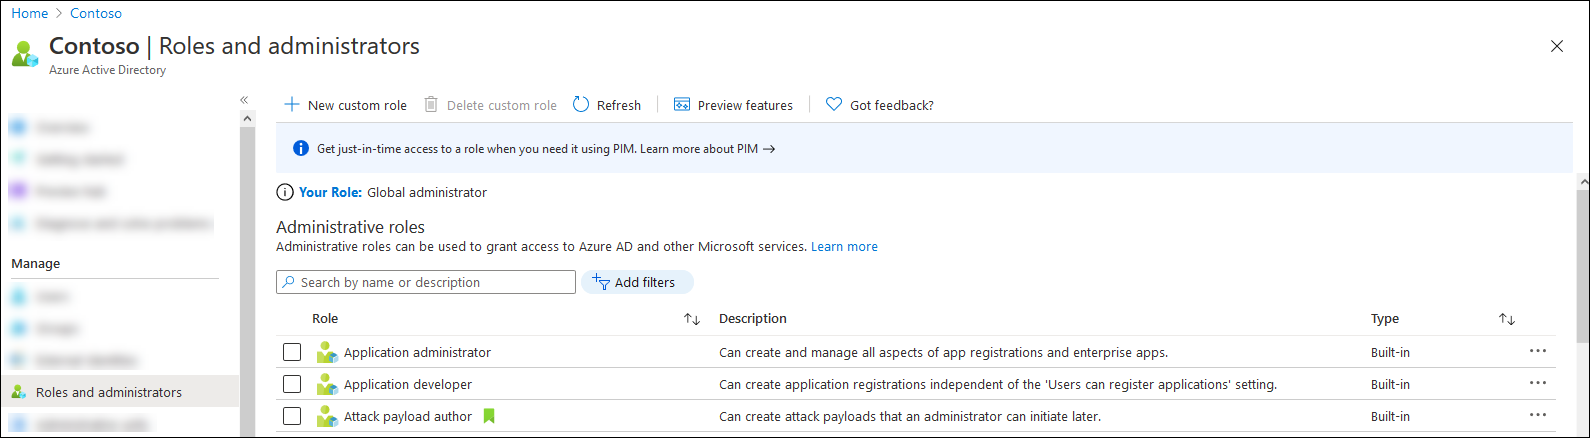 Home > Contoso
Contoso | Roles and administrators
Azure Active Directory
New custom role Delete custom role Refresh Preview features Got feedback?
Get just-in-time access to a role when you need it using PIM. Learn more about PIM →
Your Role: Global administrator
Administrative roles
Administrative roles can be used to grant access to Azure AD and other Microsoft services. Learn more
Manage
Search by name or description Add filters
Role Description Type
Application administrator Can create and manage all aspects of app registrations and enterprise apps. Built-in
Roles and administrators
Application developer Can create application registrations independent of the 'Users can register applications' setting. Built-in
Attack payload author Can create attack payloads that an administrator can initiate later. Built-in